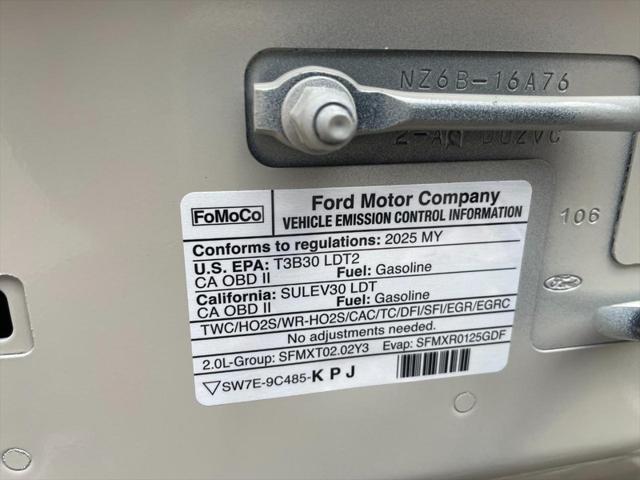 NZ6B-16A76
106
FoMoCo
Ford Motor Company
VEHICLE EMISSION CONTROL INFORMATION
Conforms to regulations: 2025 MY
U.S. EPA: T3B30 LDT2
CA OBD II Fuel: Gasoline
California: SULEV30 LDT
CA OBD II Fuel: Gasoline
TWC/HO2S/WR-HO2S/CAC/TC/DFI/SFI/EGR/EGRC
No adjustments needed.
2.0L-Group: SFMXT02.02Y3 Evap: SFMXR0125GDF
SW7E-9C485-KPJ